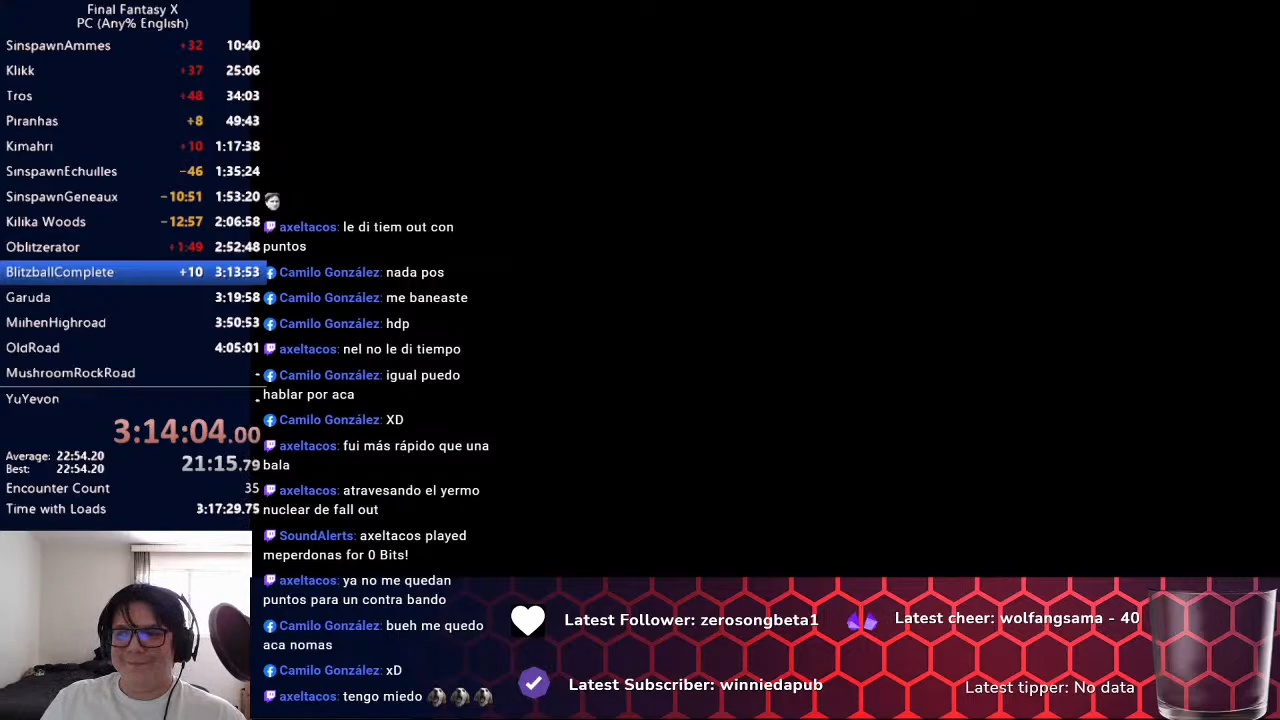 Final Fantasy X
PC (Any% English)
SinspawnAmmes +32 10:40
Klikk +37 25:06
Tros +48 34:03
Piranhas +8 49:43
Kimahri +10 1:17:38
SinspawnEchuilles −46 1:35:24
SinspawnGeneaux −10:51 1:53:20
Kilika Woods −12:57 2:06:58
Oblitzerator +1:49 2:52:48
BlitzballComplete +10 3:13:53
Garuda 3:19:58
MiihenHighroad 3:50:53
OldRoad 4:05:01
MushroomRockRoad -
YuYevon -
3:14:04.00
Average: 22:54.20
Best: 22:54.20
21:15.79
Encounter Count 35
Time with Loads 3:17:29.75
axeltacos: le di tiem out con
puntos
Camilo González: nada pos
Camilo González: me baneaste
Camilo González: hdp
axeltacos: nel no le di tiempo
Camilo González: igual puedo
hablar por aca
Camilo González: XD
axeltacos: fui más rápido que una
bala
axeltacos: atravesando el yermo
nuclear de fall out
SoundAlerts: axeltacos played
meperdonas for 0 Bits!
axeltacos: ya no me quedan
puntos para un contra bando
Camilo González: bueh me quedo
aca nomas
Camilo González: xD
axeltacos: tengo miedo
Latest Follower: zerosongbeta1
Latest cheer: wolfangsama - 40
Latest Subscriber: winniedapub
Latest tipper: No data